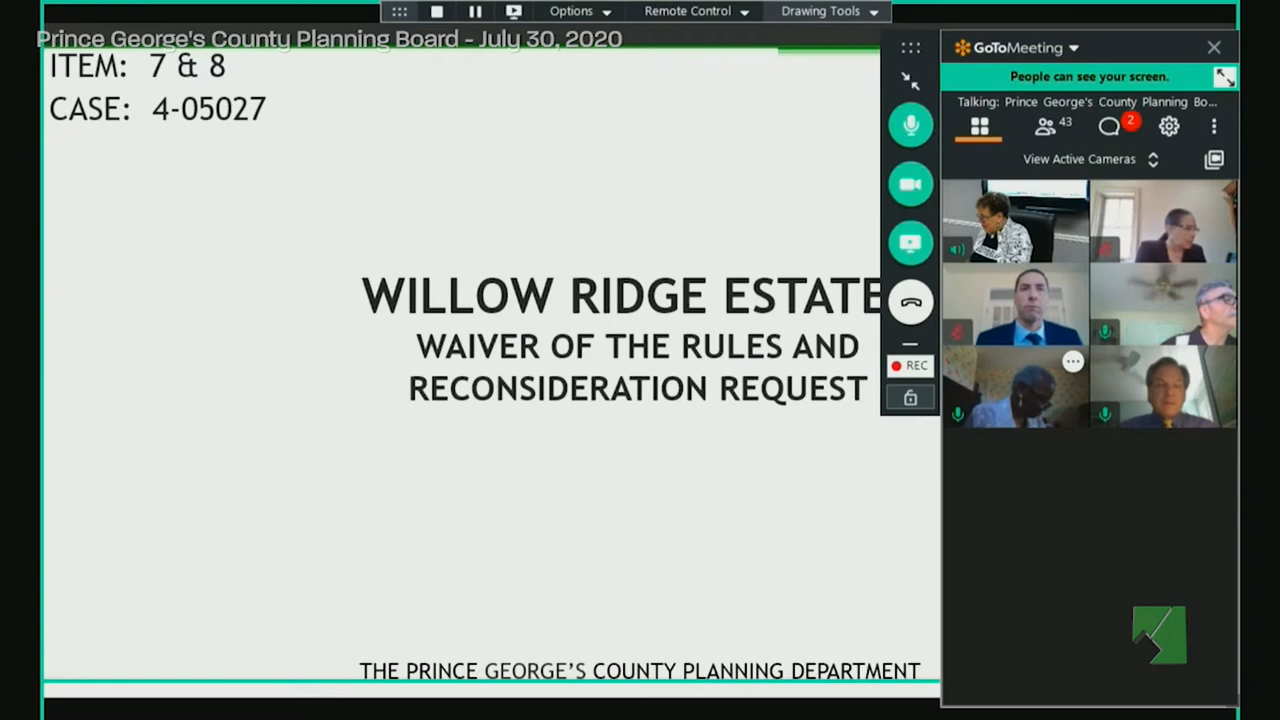 Options
Remote Control
Drawing Tools
Prince George's County Planning Board - July 30, 2020
ITEM: 7 & 8
CASE: 4-05027
WILLOW RIDGE ESTATE
WAIVER OF THE RULES AND
RECONSIDERATION REQUEST
THE PRINCE GEORGE'S COUNTY PLANNING DEPARTMENT
REC
GoToMeeting
People can see your screen.
Talking: Prince George's County Planning Bo...
43
2
View Active Cameras